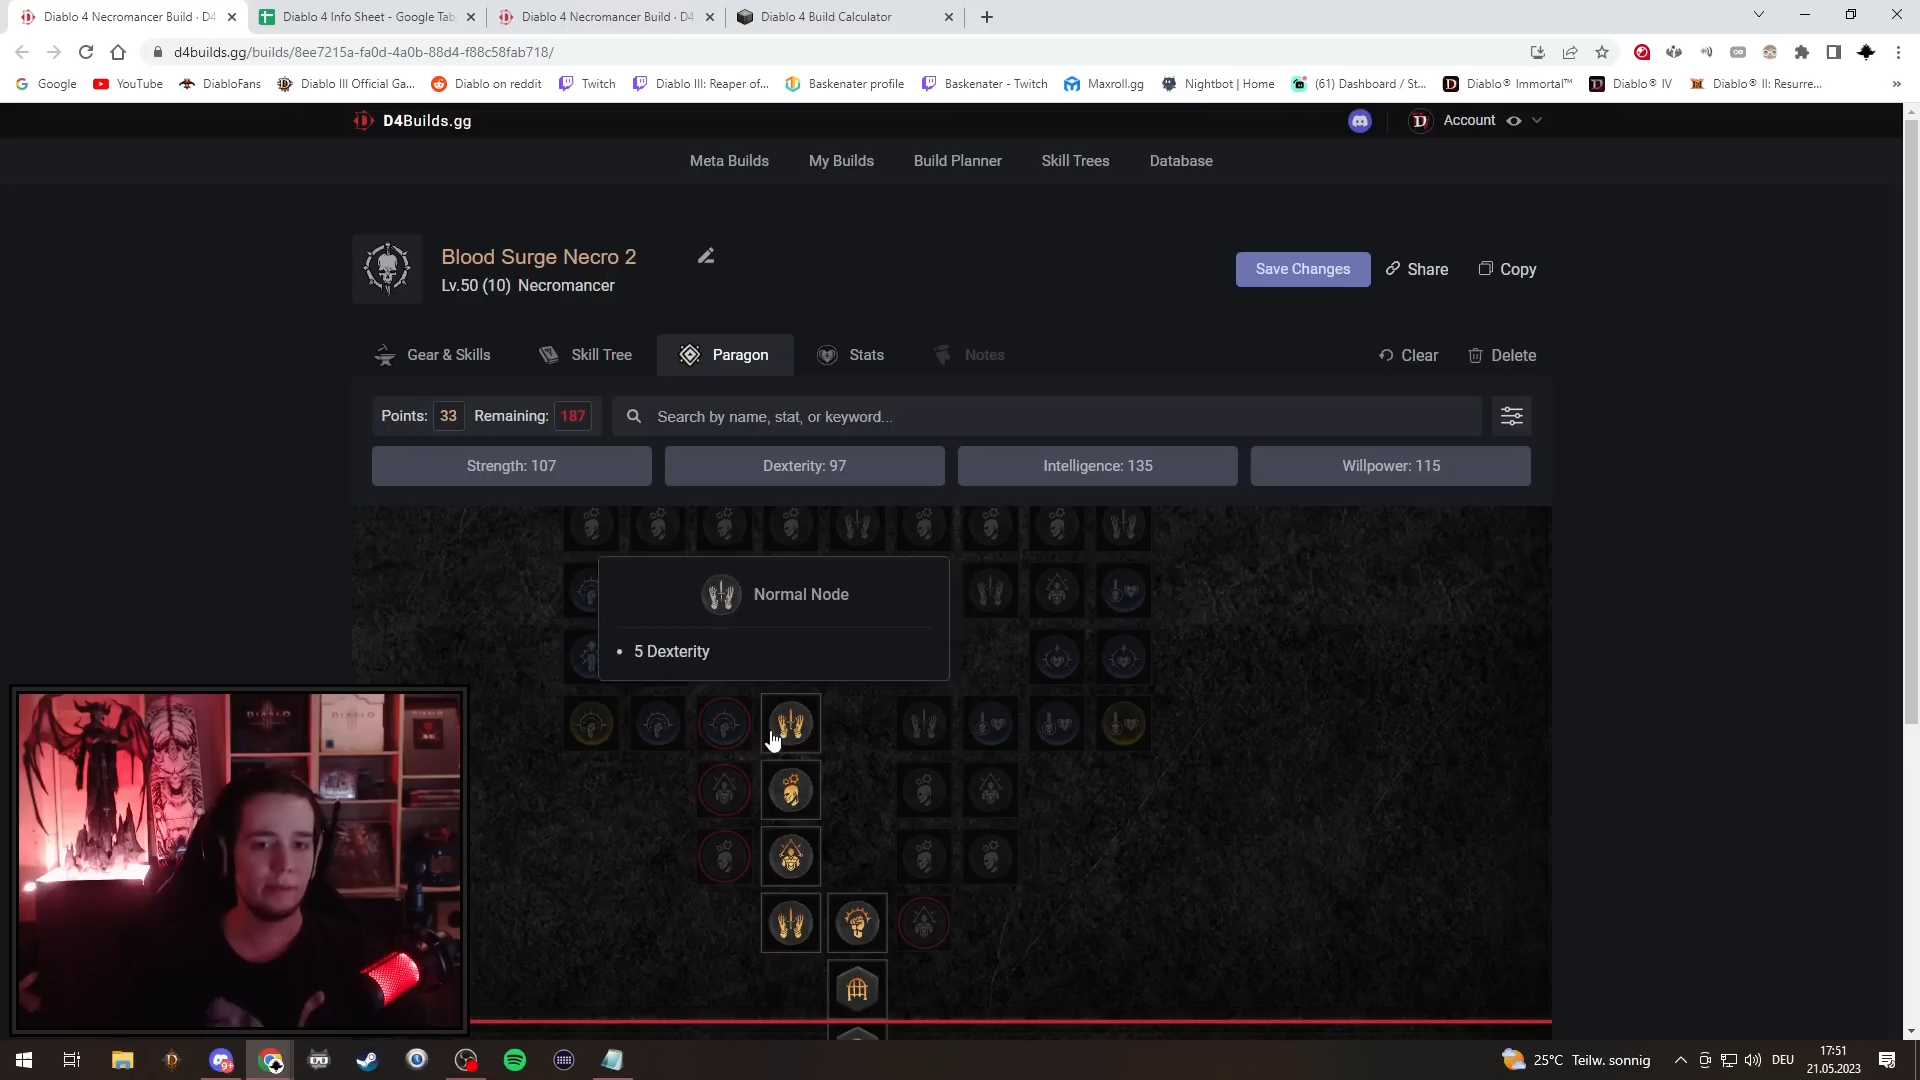 Diablo 4 Necromancer Build · D4
Diablo 4 Info Sheet - Google Tab
Diablo 4 Necromancer Build · D4
Diablo 4 Build Calculator
d4builds.gg/builds/8ee7215a-fa0d-4a0b-88d4-f88c58fab718/
Google
YouTube
DiabloFans
Diablo III Official Ga...
Diablo on reddit
Twitch
Diablo III: Reaper of...
Baskenater profile
Baskenater - Twitch
Maxroll.gg
Nightbot | Home
(61) Dashboard / St...
Diablo® Immortal™
Diablo® IV
Diablo® II: Resurre...
D4Builds.gg
Account
Meta Builds
My Builds
Build Planner
Skill Trees
Database
Blood Surge Necro 2
Lv.50 (10) Necromancer
Save Changes
Share
Copy
Gear & Skills
Skill Tree
Paragon
Stats
Notes
Clear
Delete
Points: 33 Remaining: 187
Search by name, stat, or keyword...
Strength: 107
Dexterity: 97
Intelligence: 135
Willpower: 115
Normal Node
• 5 Dexterity
9+
25°C Teilw. sonnig
DEU
17:51
21.05.2023